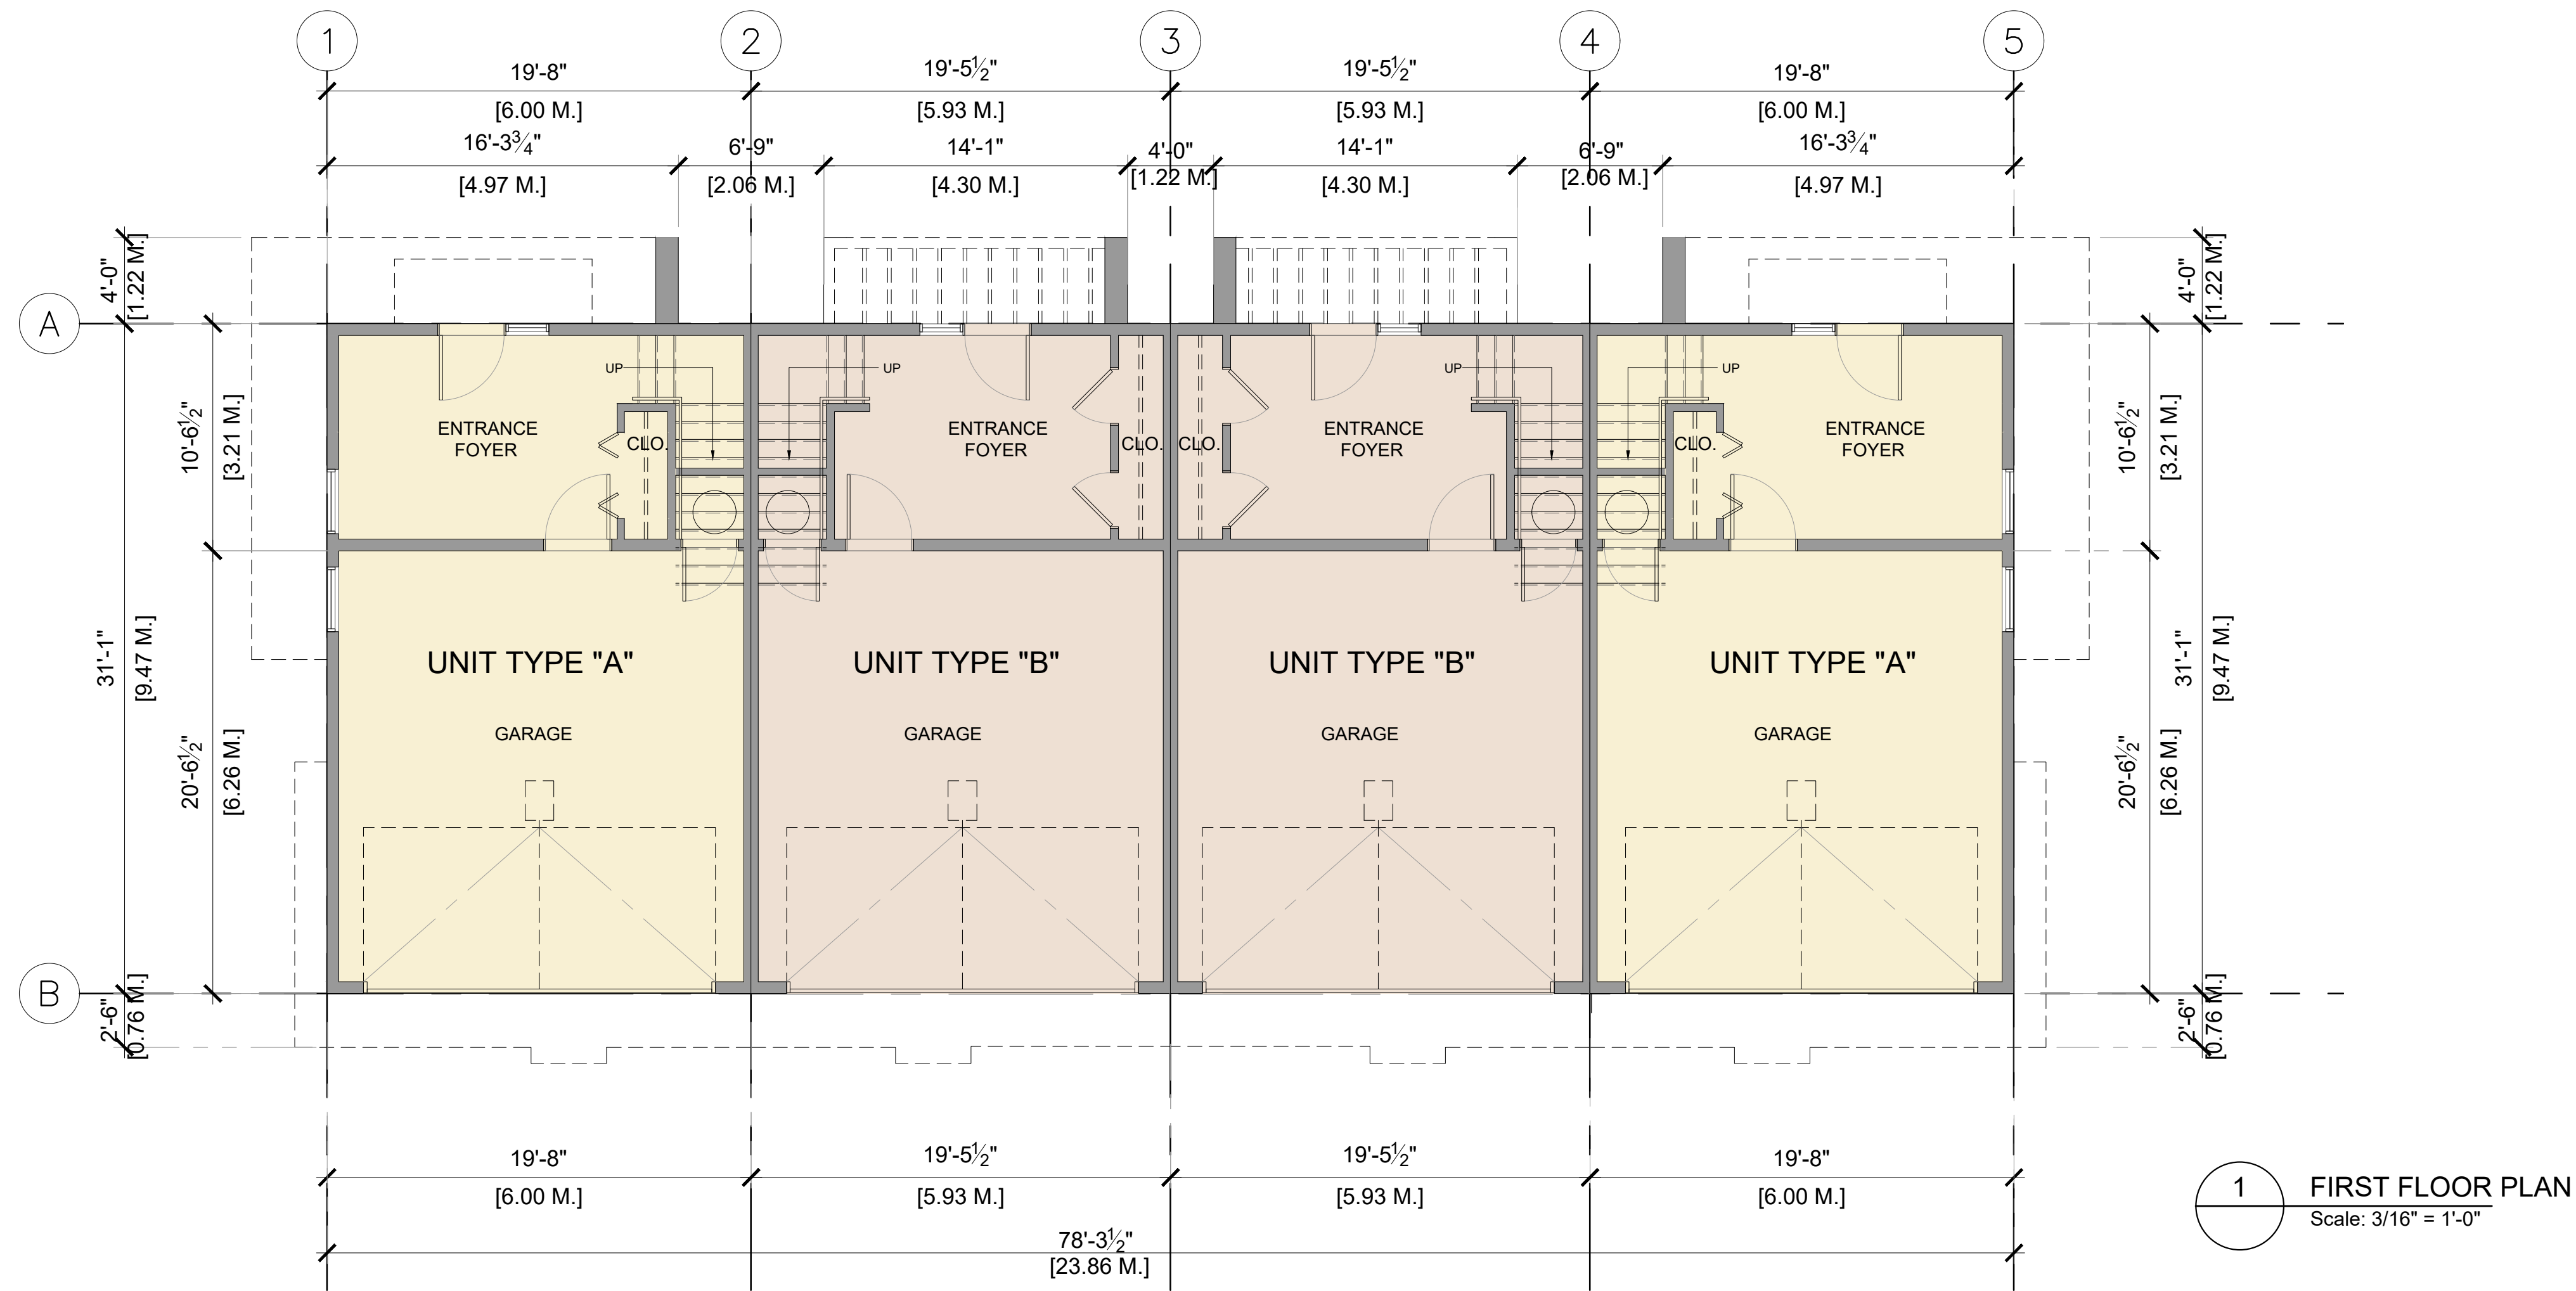 1
2
3
4
5
19'-8"
19'-5½"
19'-5½"
19'-8"
[6.00 M.]
[5.93 M.]
[5.93 M.]
[6.00 M.]
16'-3¾"
6'-9"
14'-1"
4'-0"
14'-1"
6'-9"
16'-3¾"
[4.97 M.]
[2.06 M.]
[4.30 M.]
[1.22 M.]
[4.30 M.]
[2.06 M.]
[4.97 M.]
4'-0"
[1.22 M.]
4'-0"
[1.22 M.]
A
UP
UP
UP
UP
10'-6½"
[3.21 M.]
ENTRANCE
FOYER
CLO.
ENTRANCE
FOYER
CLO.
CLO.
ENTRANCE
FOYER
CLO.
ENTRANCE
FOYER
10'-6½"
[3.21 M.]
31'-1"
[9.47 M.]
UNIT TYPE "A"
UNIT TYPE "B"
UNIT TYPE "B"
UNIT TYPE "A"
31'-1"
[9.47 M.]
20'-6½"
[6.26 M.]
GARAGE
GARAGE
GARAGE
GARAGE
20'-6½"
[6.26 M.]
B
2'-6"
[0.76 M.]
2'-6"
[0.76 M.]
19'-8"
19'-5½"
19'-5½"
19'-8"
[6.00 M.]
[5.93 M.]
[5.93 M.]
[6.00 M.]
78'-3½"
[23.86 M.]
1
FIRST FLOOR PLAN
Scale: 3/16" = 1'-0"